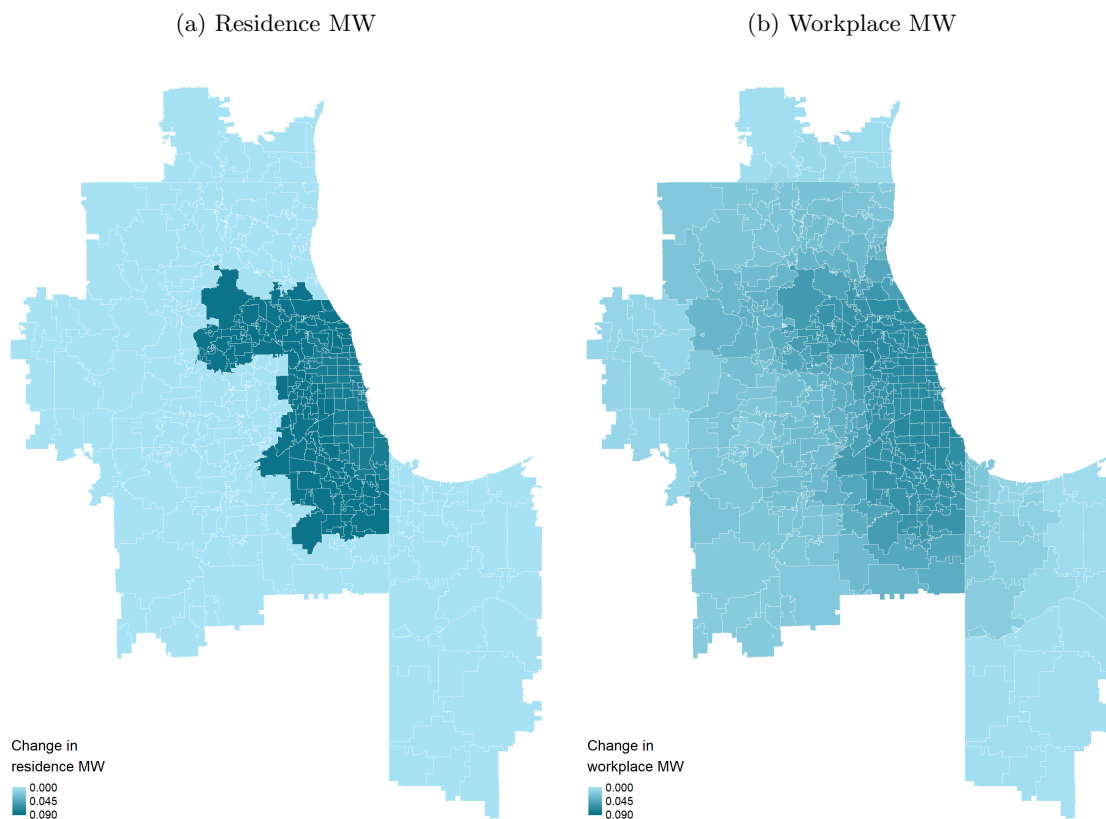 (a) Residence MW
(b) Workplace MW
Change in
residence MW
0.000
0.045
0.090
Change in
workplace MW
0.000
0.045
0.090